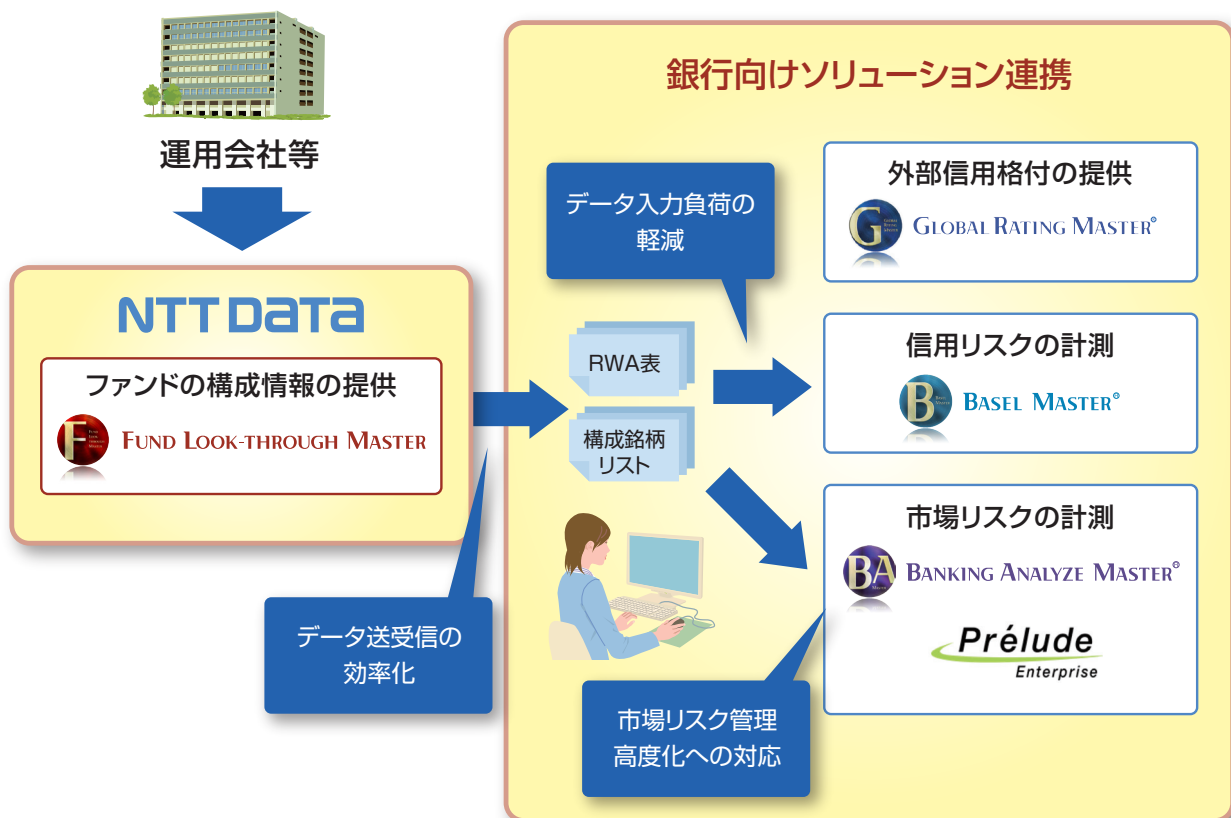 運用会社等
NTT DATA
ファンドの構成情報の提供
F
FUND LOOK-THROUGH MASTER
データ送受信の
効率化
銀行向けソリューション連携
データ入力負荷の
軽減
RWA表
構成銘柄
リスト
外部信用格付の提供
G
GLOBAL RATING MASTER®
信用リスクの計測
B
BASEL MASTER®
市場リスクの計測
BA
BANKING ANALYZE MASTER®
Prélude
Enterprise
市場リスク管理
高度化への対応